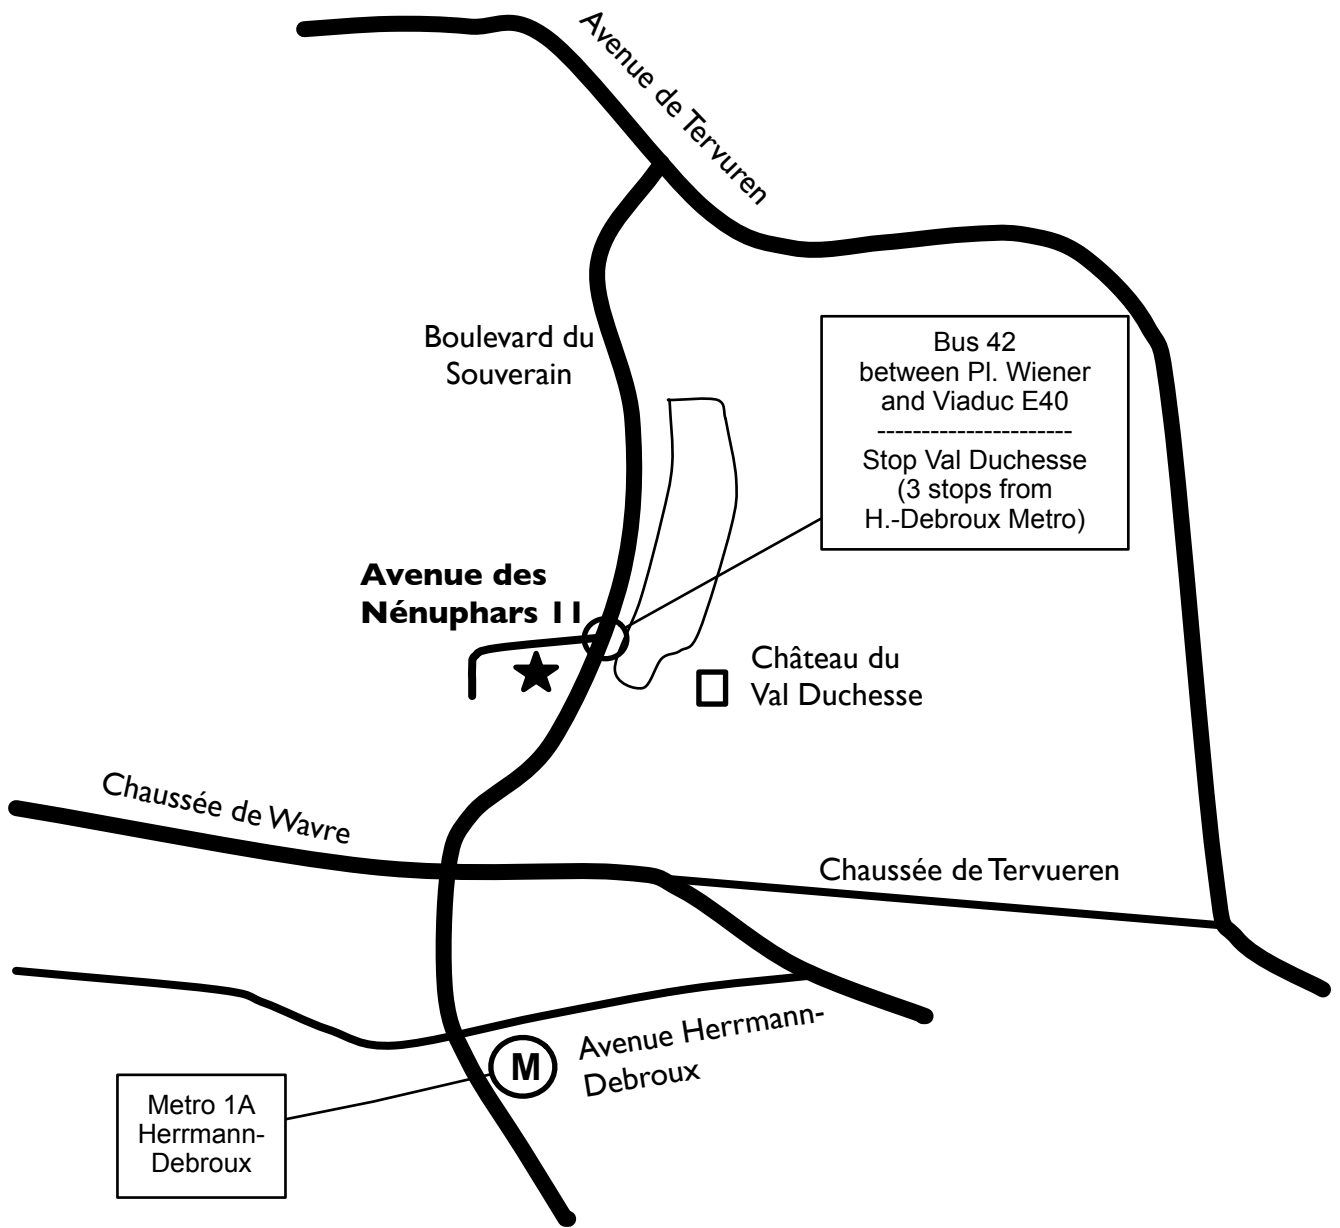 Avenue de Tervuren
Boulevard du
Souverain
Bus 42
between Pl. Wiener
and Viaduc E40
----------------------
Stop Val Duchesse
(3 stops from
H.-Debroux Metro)
Avenue des
Nénuphars 11
Château du
Val Duchesse
Chaussée de Wavre
Chaussée de Tervueren
Avenue Herrmann-
Debroux
M
Metro 1A
Herrmann-
Debroux